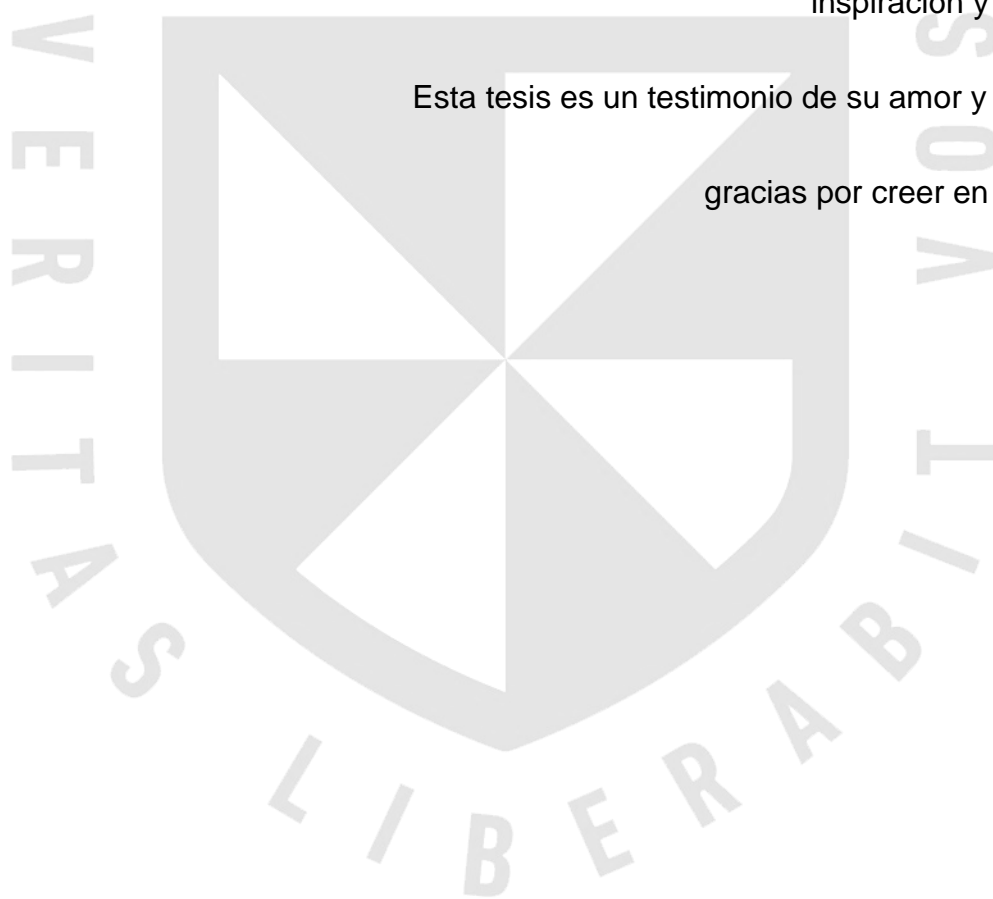 inspiración y
Esta tesis es un testimonio de su amor y
gracias por creer en
VERITAS LIBERABIT VOS